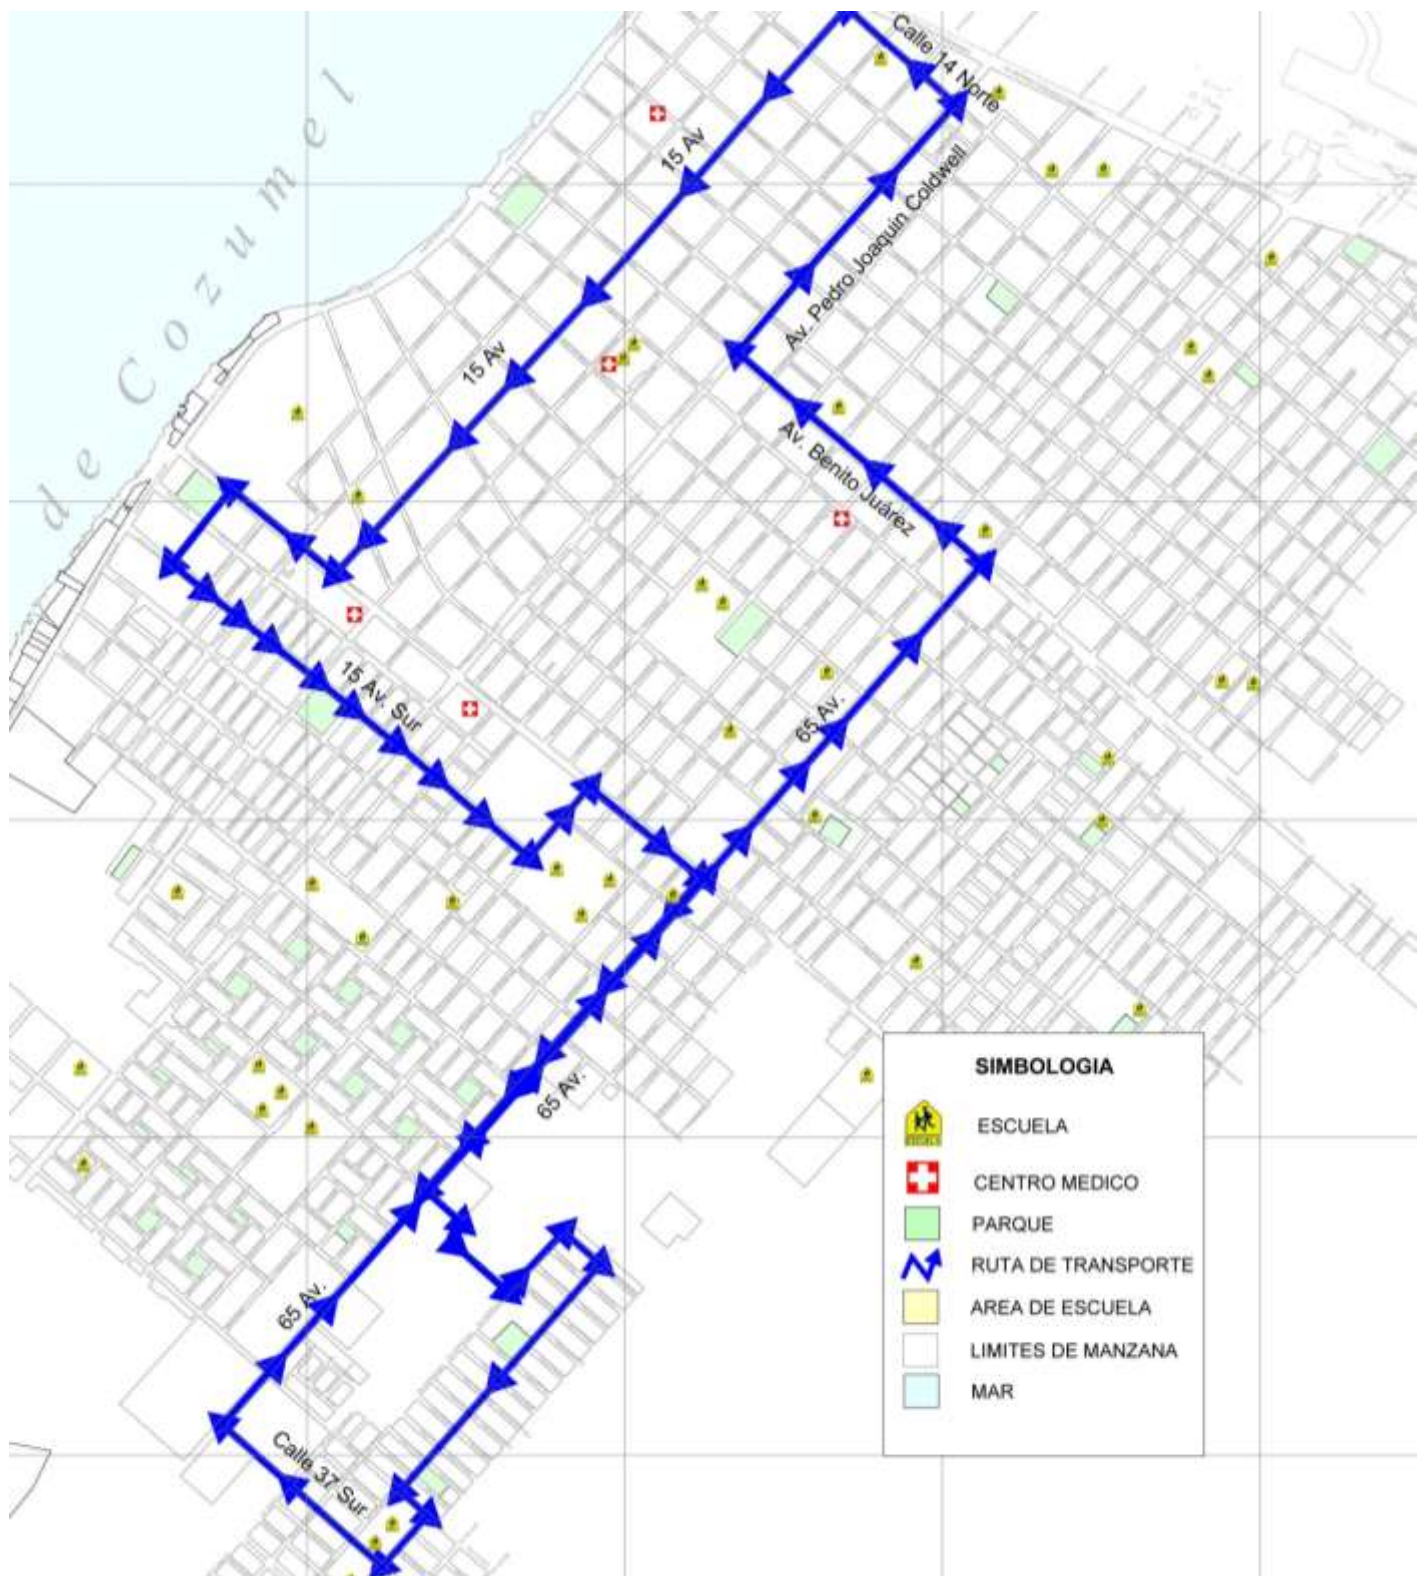 Calle 14 Norte
15 Av
Av. Pedro Joaquin Coldwell
de Cozumel
15 Av
Av. Benito Juárez
15 Av. Sur
65 Av.
65 Av.
65 Av.
Calle 37 Sur
SIMBOLOGIA
ESCUELA
ESCUELA
CENTRO MEDICO
PARQUE
RUTA DE TRANSPORTE
AREA DE ESCUELA
LIMITES DE MANZANA
MAR